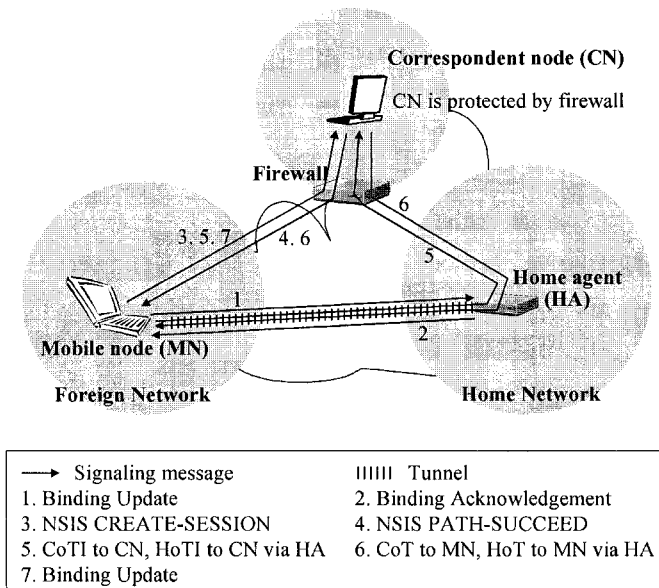 Correspondent node (CN)
CN is protected by firewall
Firewall
6
3. 5. 7
4. 6
5
Home agent
(HA)
1
2
Mobile node (MN)
Foreign Network
Home Network
Signaling message
Tunnel
1. Binding Update
2. Binding Acknowledgement
3. NSIS CREATE-SESSION
4. NSIS PATH-SUCCEED
5. CoTI to CN, HoTI to CN via HA
6. CoT to MN, HoT to MN via HA
7. Binding Update